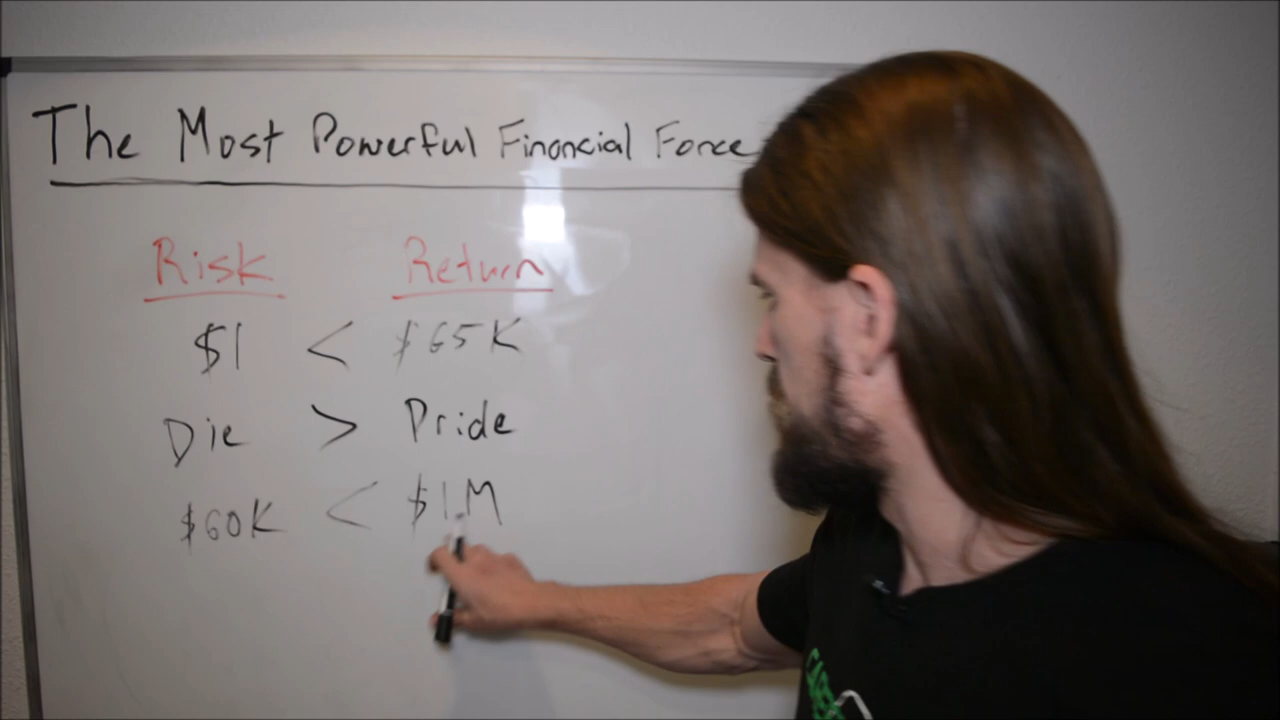 The Most Powerful Financial Force
Risk Return
$1 < $65K
Die > Pride
$60K < $1M